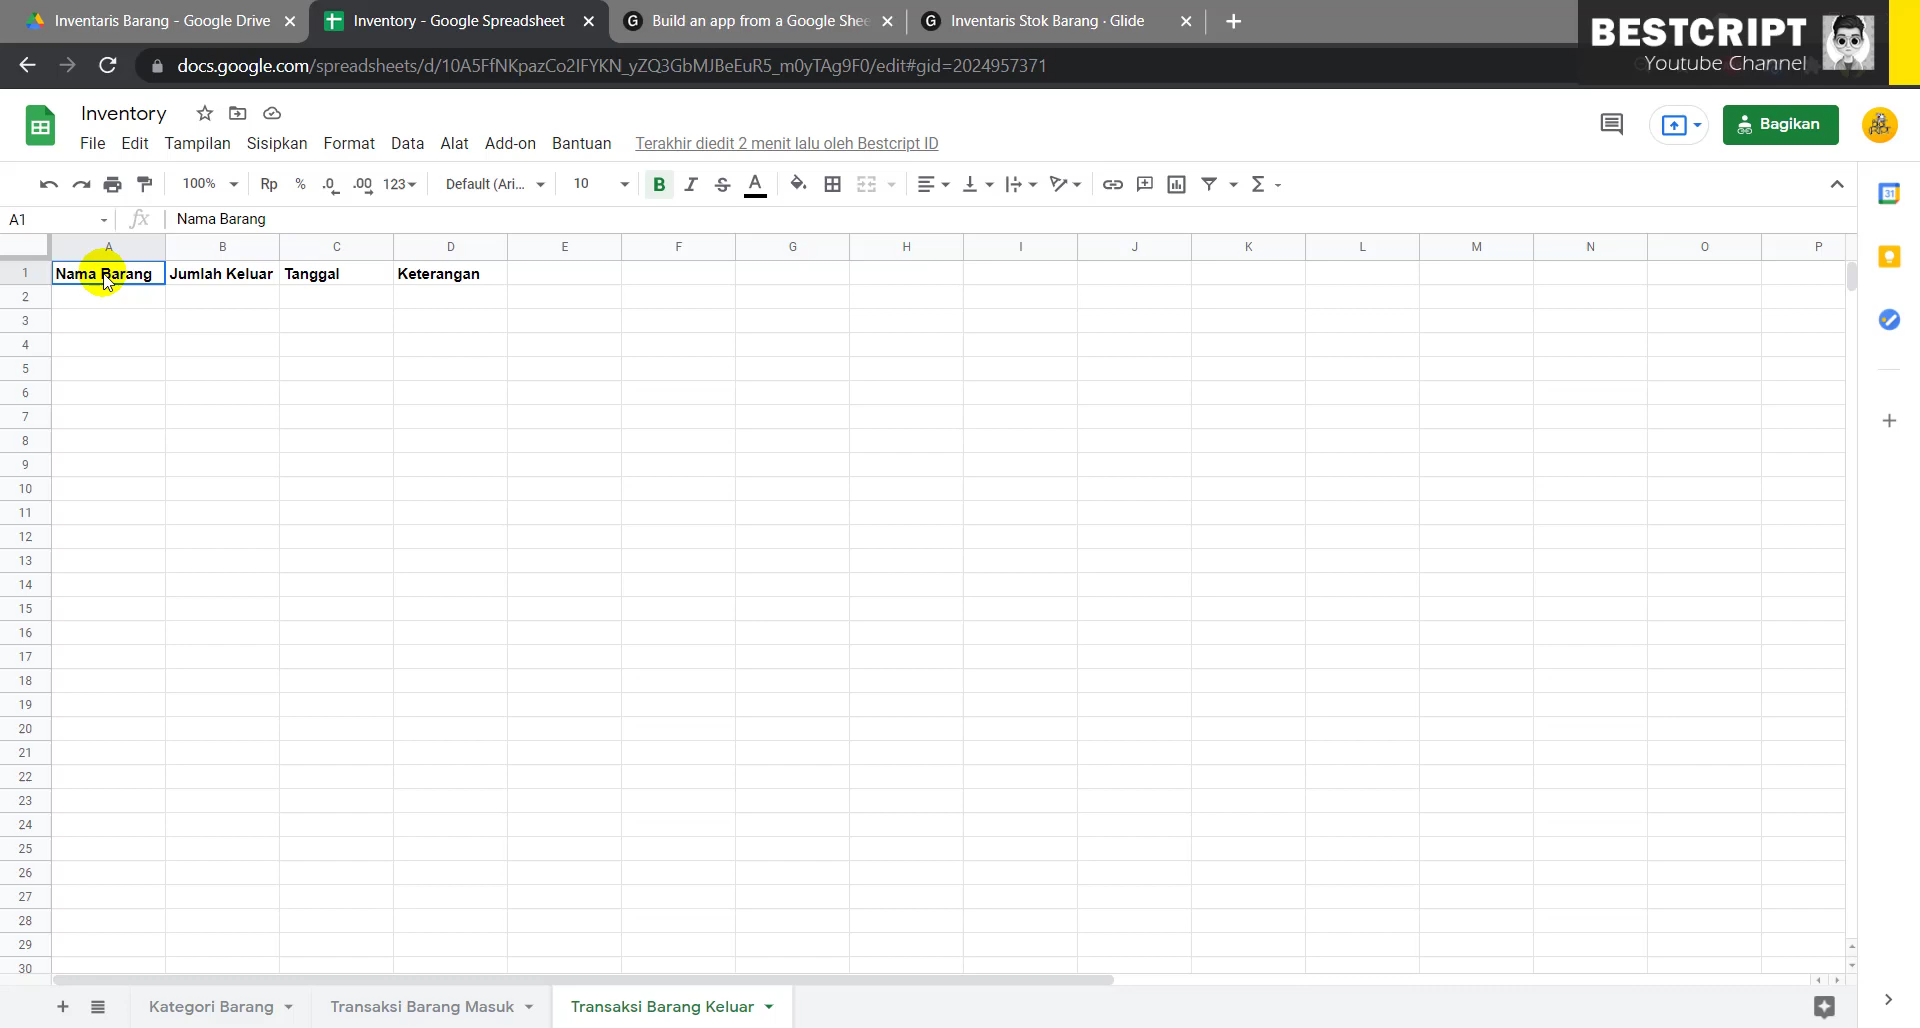 Inventaris Barang - Google Drive
Inventory - Google Spreadsheet
Build an app from a Google Shee
Inventaris Stok Barang · Glide
BESTCRIPT
Youtube Channel
docs.google.com/spreadsheets/d/10A5FfNKpazCo2IFYKN_yZQ3GbMJBeEuR5_m0yTAg9F0/edit#gid=2024957371
Inventory
File Edit Tampilan Sisipkan Format Data Alat Add-on Bantuan Terakhir diedit 2 menit lalu oleh Bestcript ID
Bagikan
100% Rp % .0 .00 123 Default (Ari... 10 B I S A Σ
31
A1 fx Nama Barang
A B C D E F G H I J K L M N O P
1 Nama Barang Jumlah Keluar Tanggal Keterangan
2
3
4
5
6
7
8
9
10
11
12
13
14
15
16
17
18
19
20
21
22
23
24
25
26
27
28
29
30
Kategori Barang Transaksi Barang Masuk Transaksi Barang Keluar